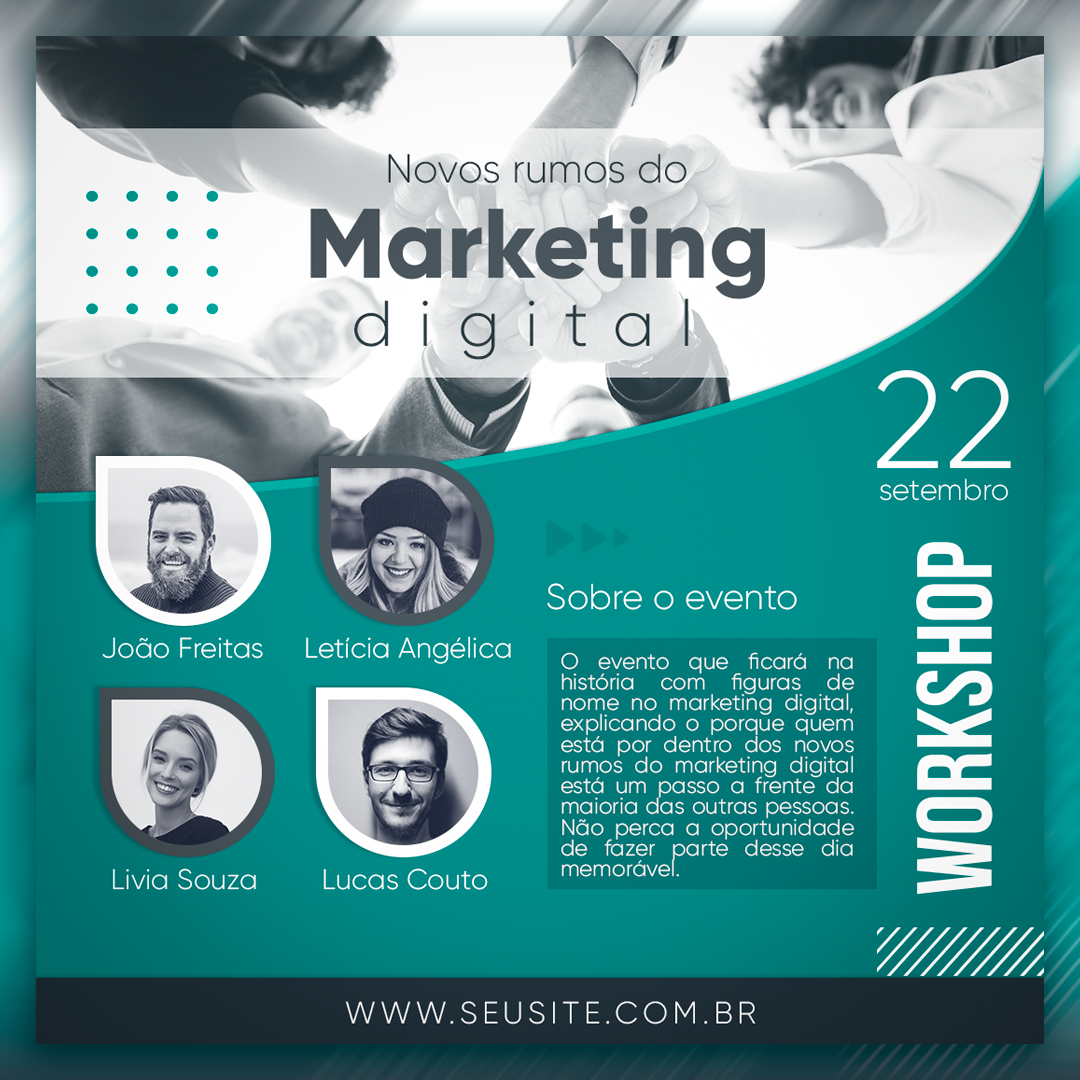 Novos rumos do
Marketing
digital
22
setembro
WORKSHOP
João Freitas
Letícia Angélica
Livia Souza
Lucas Couto
Sobre o evento
O evento que ficará na
história com figuras de
nome no marketing digital,
explicando o porque quem
está por dentro dos novos
rumos do marketing digital
está um passo a frente da
maioria das outras pessoas.
Não perca a oportunidade
de fazer parte desse dia
memorável.
WWW.SEUSITE.COM.BR